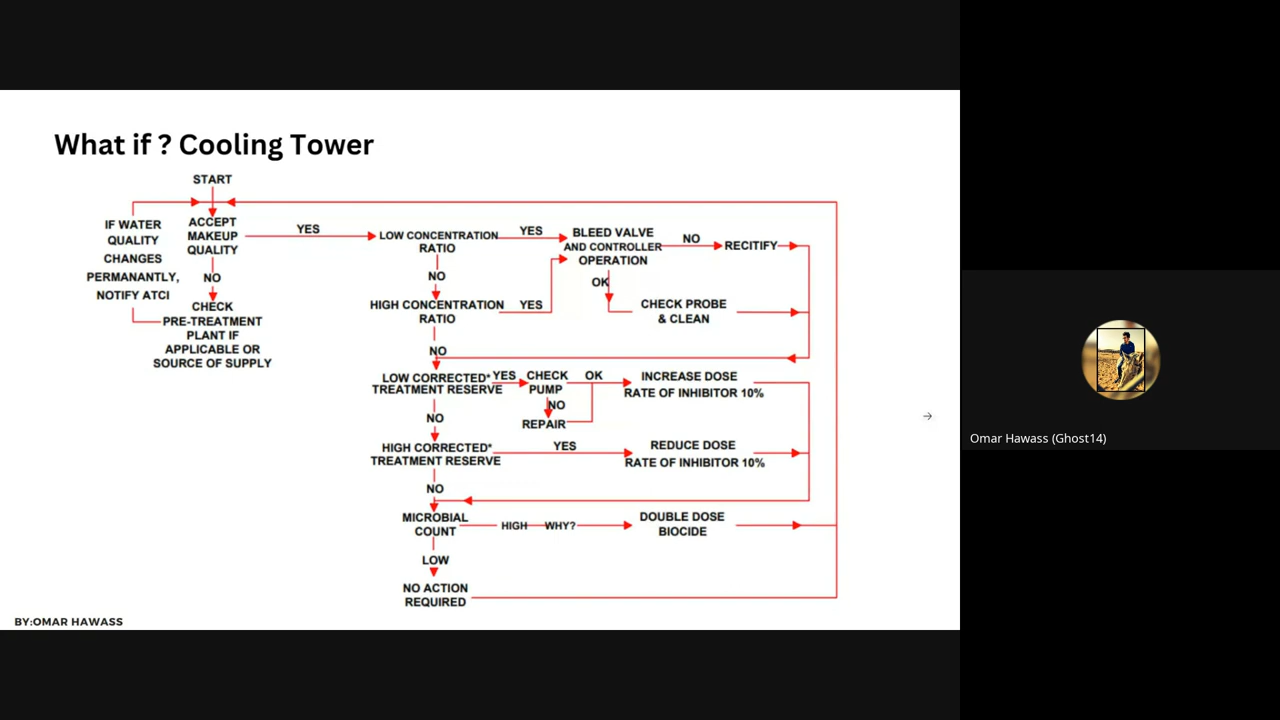 What if ? Cooling Tower
START
IF WATER
QUALITY
CHANGES
PERMANANTLY,
NOTIFY ATCI
ACCEPT
MAKEUP
QUALITY
NO
CHECK
PRE-TREATMENT
PLANT IF
APPLICABLE OR
SOURCE OF SUPPLY
YES
LOW CONCENTRATION
RATIO
YES
BLEED VALVE
AND CONTROLLER
OPERATION
NO
RECITIFY
NO
OK
HIGH CONCENTRATION
RATIO
YES
CHECK PROBE
& CLEAN
NO
LOW CORRECTED*
TREATMENT RESERVE
YES
CHECK
PUMP
OK
INCREASE DOSE
RATE OF INHIBITOR 10%
NO
REPAIR
NO
HIGH CORRECTED*
TREATMENT RESERVE
YES
REDUCE DOSE
RATE OF INHIBITOR 10%
NO
MICROBIAL
COUNT
HIGH
WHY?
DOUBLE DOSE
BIOCIDE
LOW
NO ACTION
REQUIRED
BY:OMAR HAWASS
Omar Hawass (Ghost14)